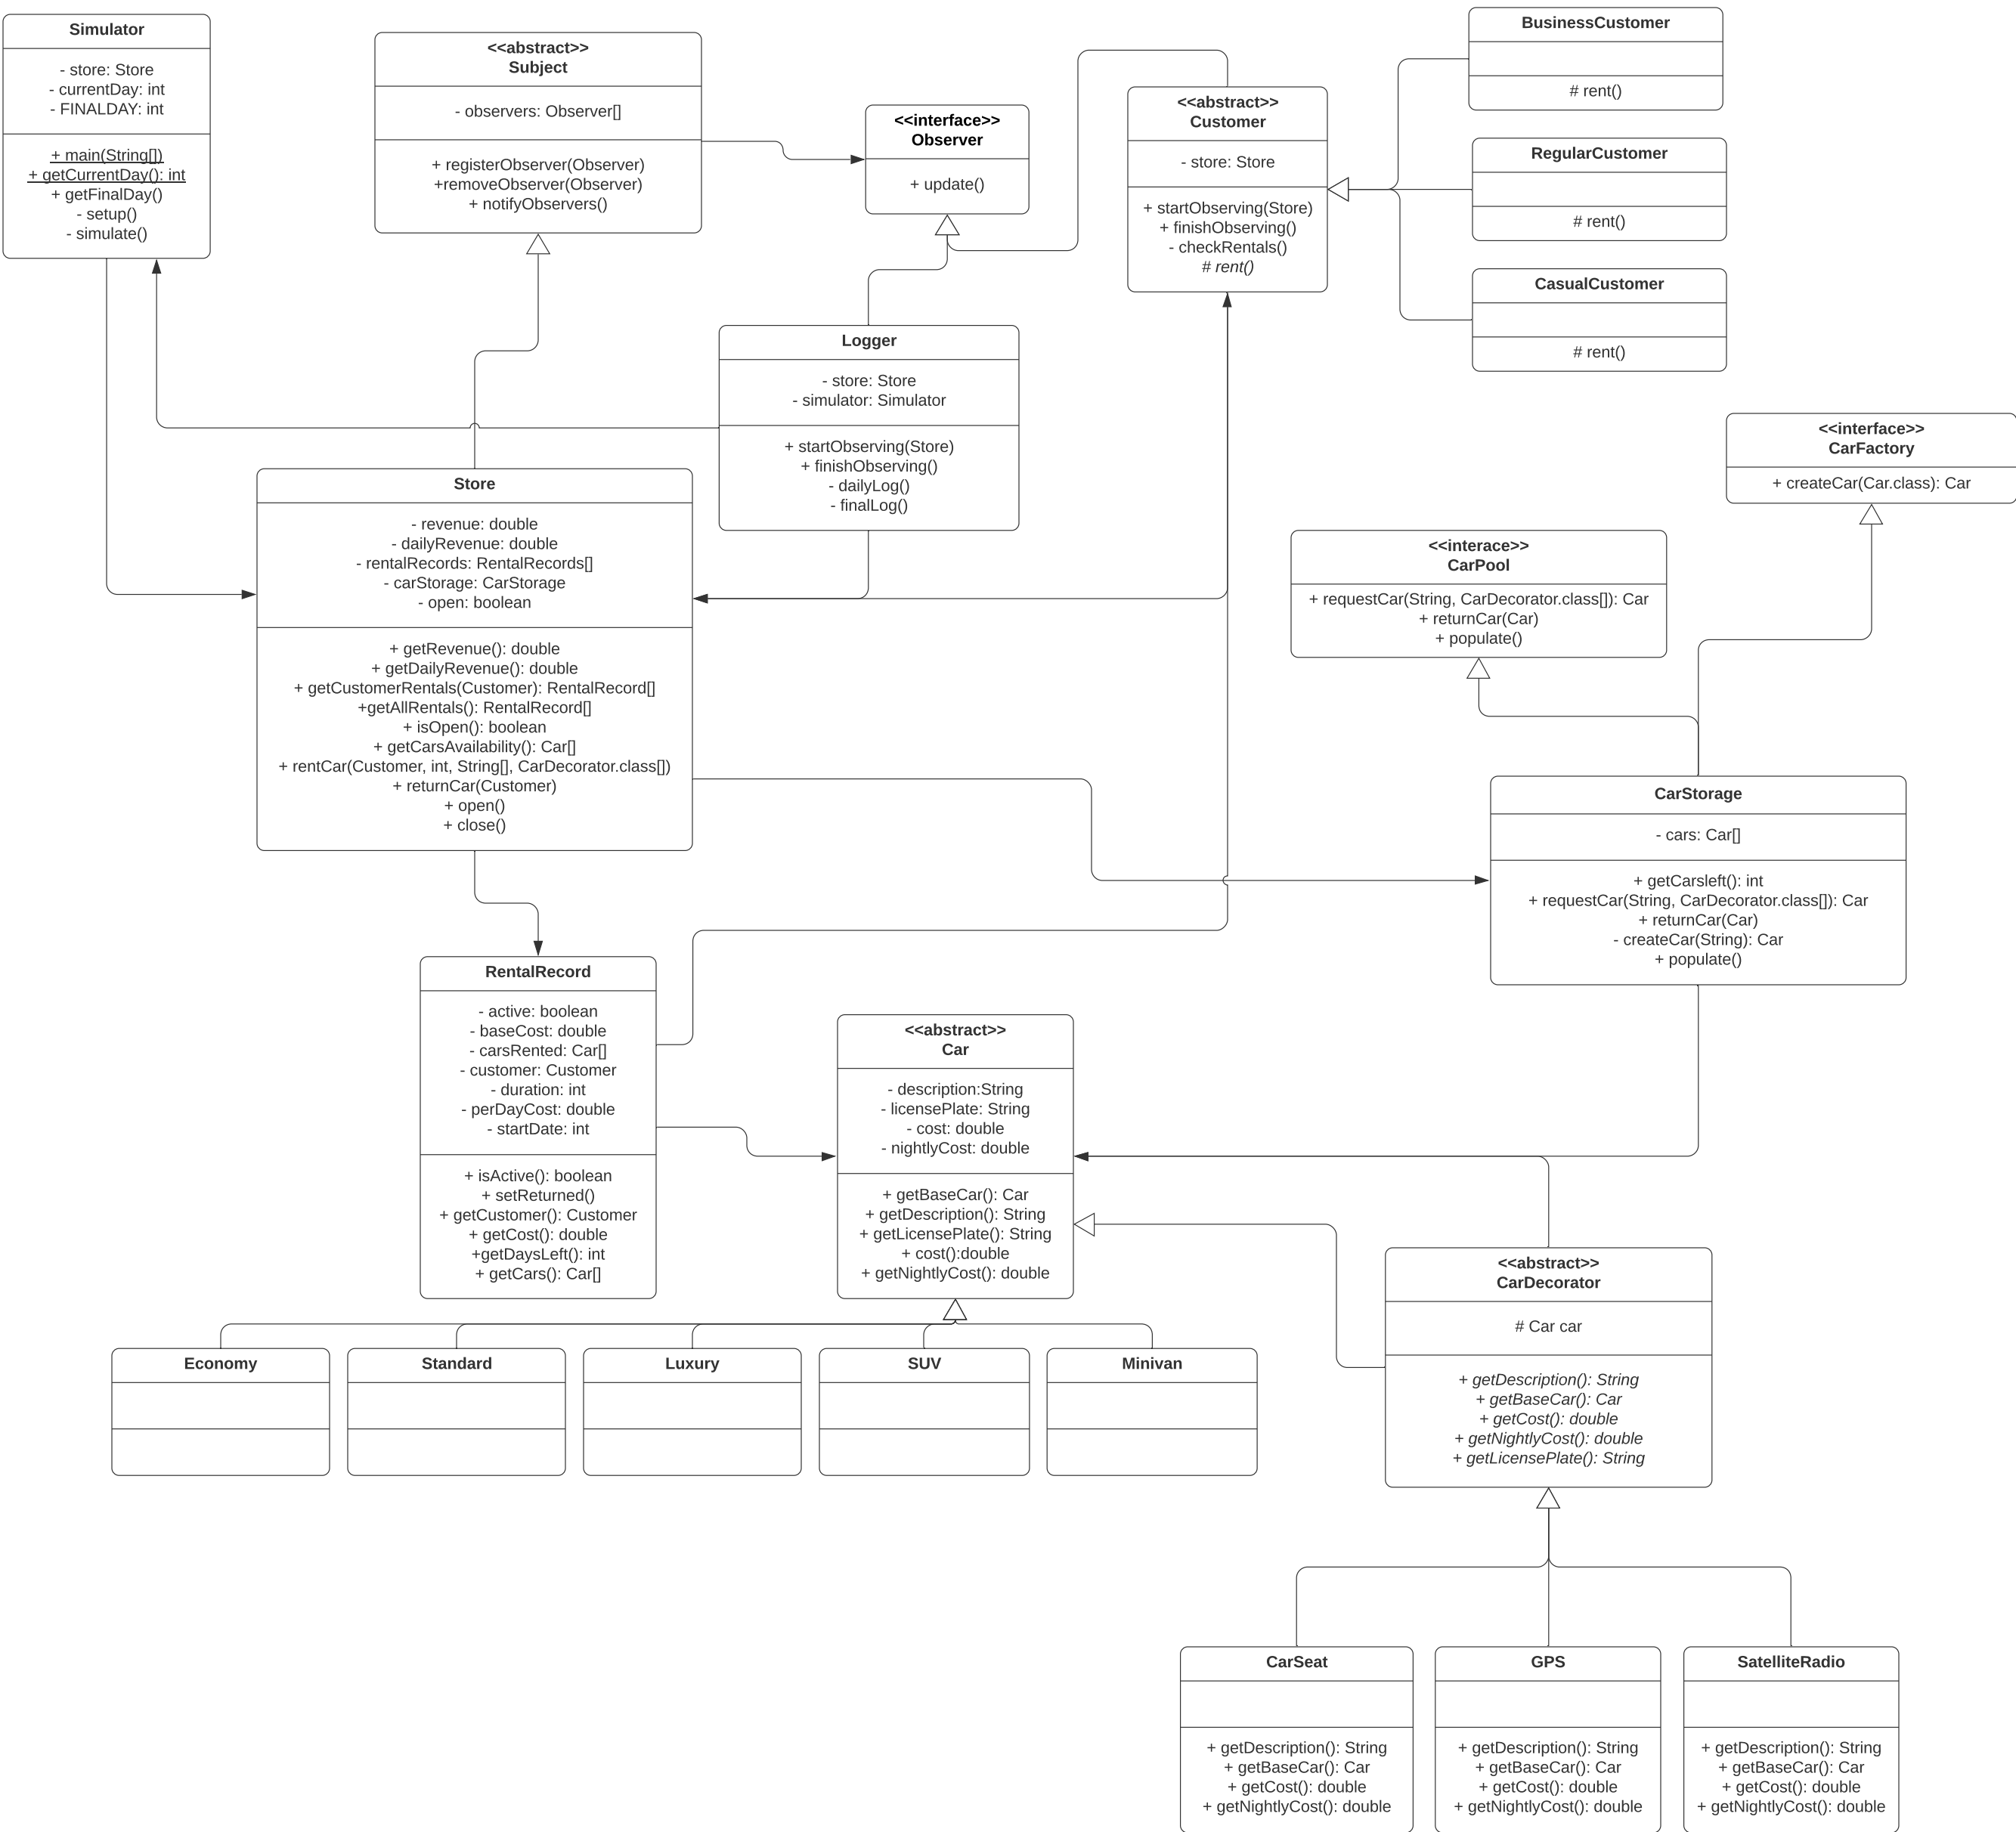 Simulator
- store: Store
- currentDay: int
- FINALDAY: int
+ main(String[])
+ getCurrentDay(): int
+ getFinalDay()
- setup()
- simulate()
<<abstract>>
Subject
- observers: Observer[]
+ registerObserver(Observer)
+removeObserver(Observer)
+ notifyObservers()
<<interface>>
Observer
+ update()
<<abstract>>
Customer
- store: Store
+ startObserving(Store)
+ finishObserving()
- checkRentals()
# rent()
BusinessCustomer
# rent()
RegularCustomer
# rent()
CasualCustomer
# rent()
Logger
- store: Store
- simulator: Simulator
+ startObserving(Store)
+ finishObserving()
- dailyLog()
- finalLog()
<<interface>>
CarFactory
+ createCar(Car.class): Car
Store
- revenue: double
- dailyRevenue: double
- rentalRecords: RentalRecords[]
- carStorage: CarStorage
- open: boolean
+ getRevenue(): double
+ getDailyRevenue(): double
+ getCustomerRentals(Customer): RentalRecord[]
+getAllRentals(): RentalRecord[]
+ isOpen(): boolean
+ getCarsAvailability(): Car[]
+ rentCar(Customer, int, String[], CarDecorator.class[])
+ returnCar(Customer)
+ open()
+ close()
<<interace>>
CarPool
+ requestCar(String, CarDecorator.class[]): Car
+ returnCar(Car)
+ populate()
CarStorage
- cars: Car[]
+ getCarsleft(): int
+ requestCar(String, CarDecorator.class[]): Car
+ returnCar(Car)
- createCar(String): Car
+ populate()
RentalRecord
- active: boolean
- baseCost: double
- carsRented: Car[]
- customer: Customer
- duration: int
- perDayCost: double
- startDate: int
+ isActive(): boolean
+ setReturned()
+ getCustomer(): Customer
+ getCost(): double
+getDaysLeft(): int
+ getCars(): Car[]
<<abstract>>
Car
- description:String
- licensePlate: String
- cost: double
- nightlyCost: double
+ getBaseCar(): Car
+ getDescription(): String
+ getLicensePlate(): String
+ cost():double
+ getNightlyCost(): double
<<abstract>>
CarDecorator
# Car car
+ getDescription(): String
+ getBaseCar(): Car
+ getCost(): double
+ getNightlyCost(): double
+ getLicensePlate(): String
Economy
Standard
Luxury
SUV
Minivan
CarSeat
+ getDescription(): String
+ getBaseCar(): Car
+ getCost(): double
+ getNightlyCost(): double
GPS
+ getDescription(): String
+ getBaseCar(): Car
+ getCost(): double
+ getNightlyCost(): double
SatelliteRadio
+ getDescription(): String
+ getBaseCar(): Car
+ getCost(): double
+ getNightlyCost(): double